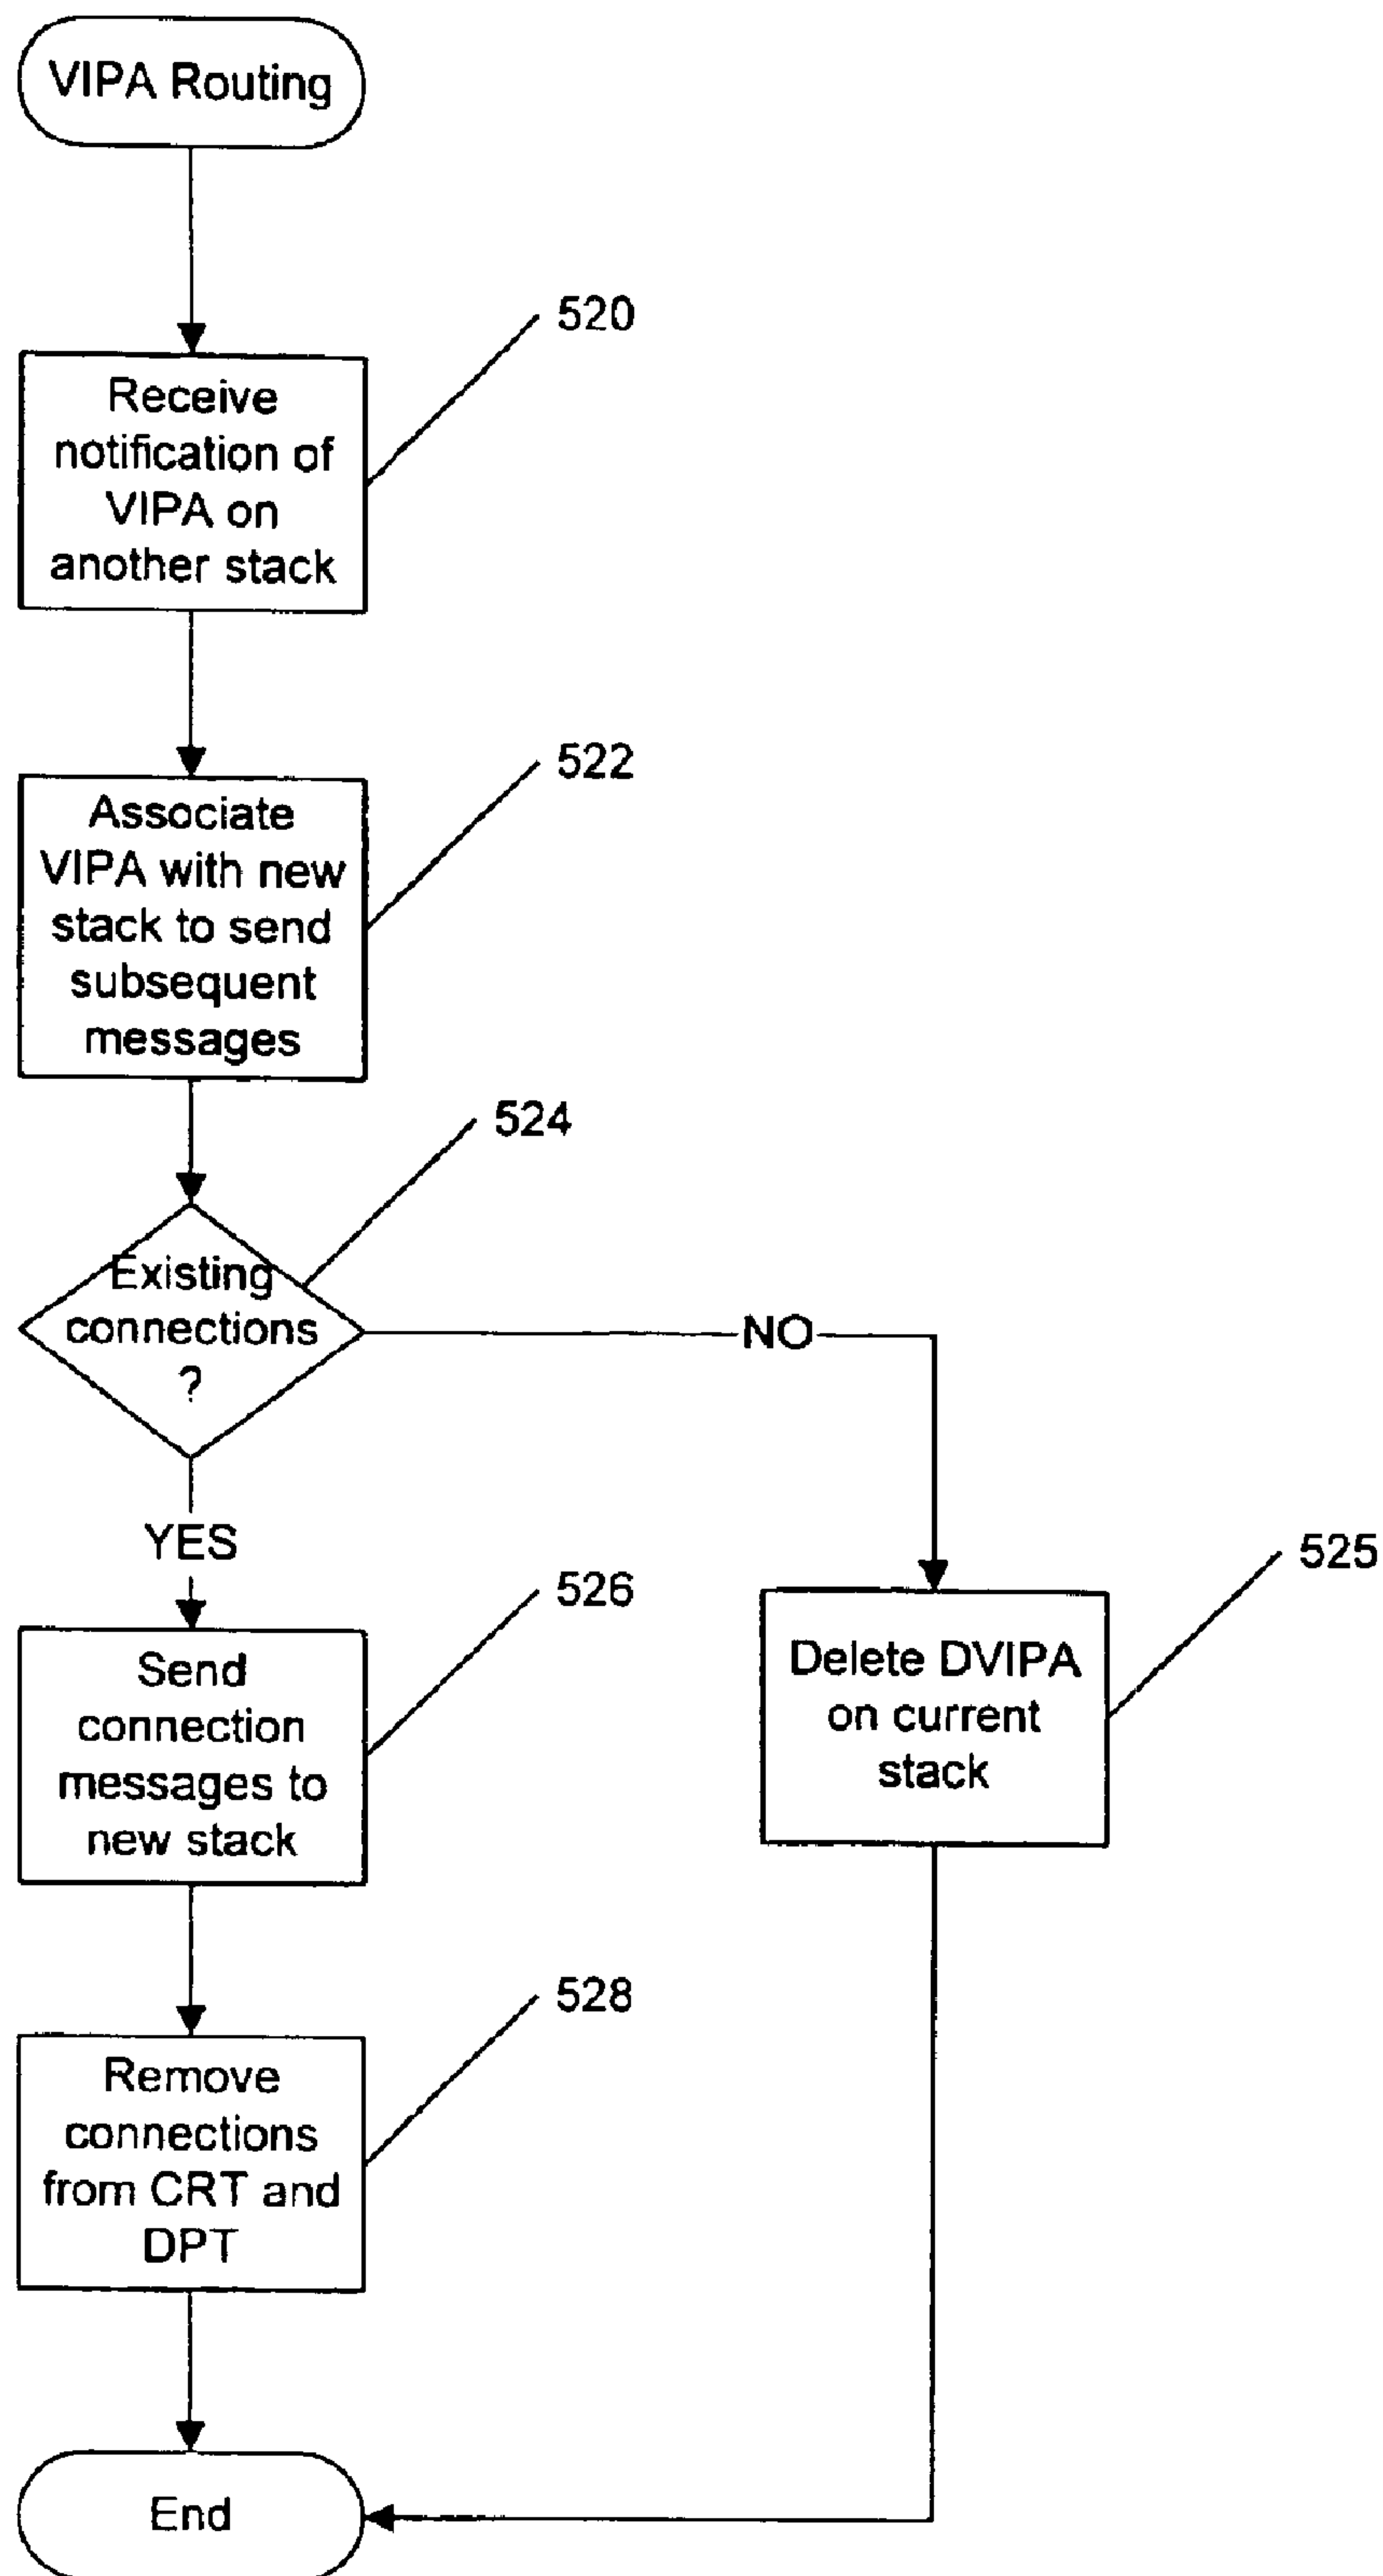 VIPA Routing
520
Receive
notification of
VIPA on
another stack
522
Associate
VIPA with new
stack to send
subsequent
messages
524
Existing
connections
?
NO
YES
525
526
Send
connection
messages to
new stack
Delete DVIPA
on current
stack
528
Remove
connections
from CRT and
DPT
End